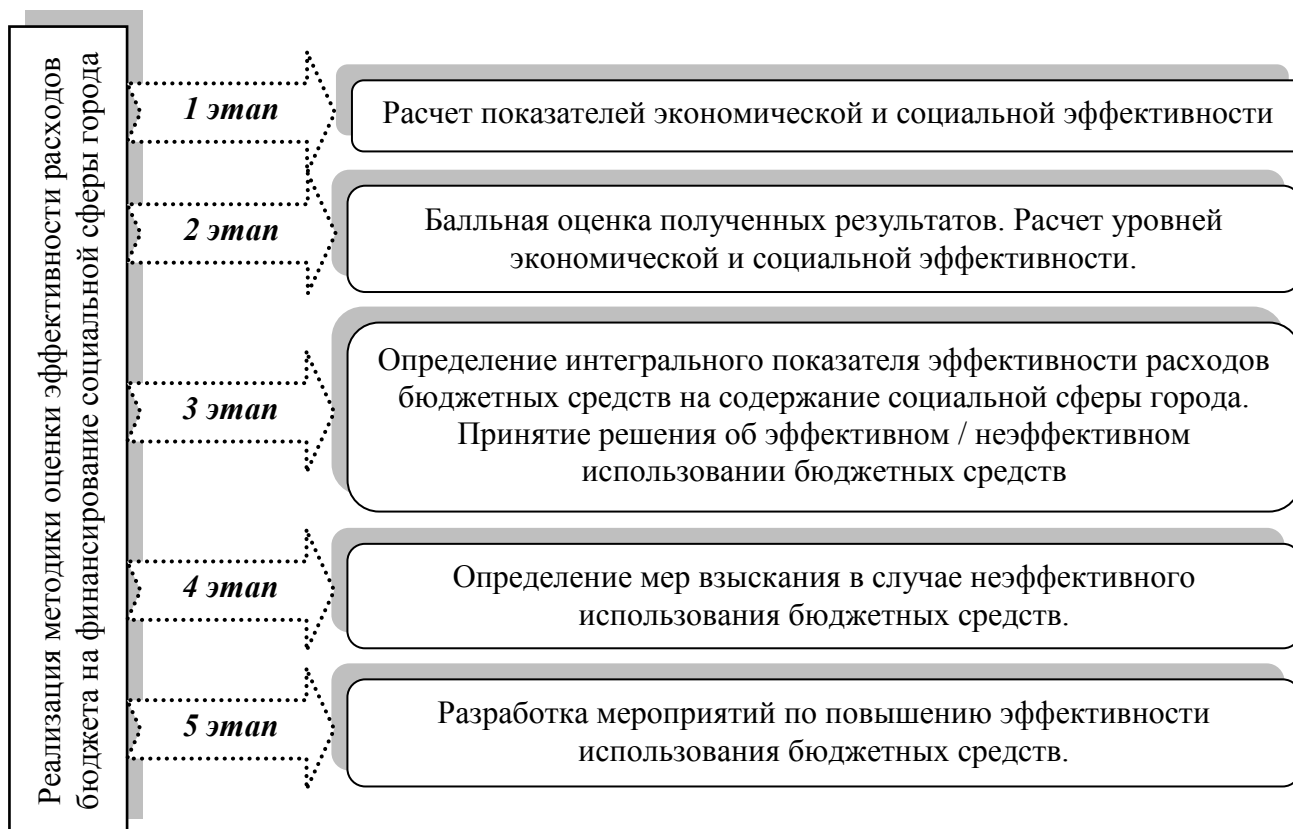 Реализация методики оценки эффективности расходов
бюджета на финансирование социальной сферы города
1 этап
Расчет показателей экономической и социальной эффективности
2 этап
Балльная оценка полученных результатов. Расчет уровней
экономической и социальной эффективности.
3 этап
Определение интегрального показателя эффективности расходов
бюджетных средств на содержание социальной сферы города.
Принятие решения об эффективном / неэффективном
использовании бюджетных средств
4 этап
Определение мер взыскания в случае неэффективного
использования бюджетных средств.
5 этап
Разработка мероприятий по повышению эффективности
использования бюджетных средств.